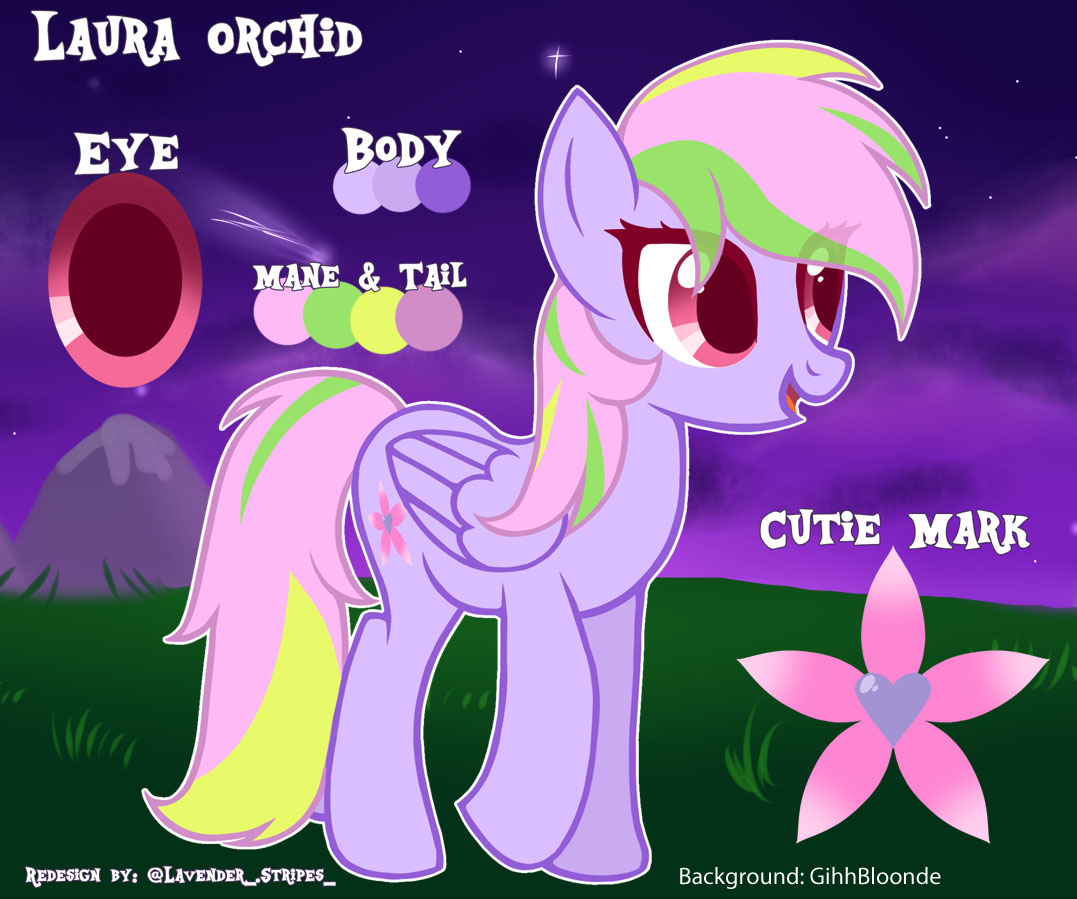 Laura orchid
Eye
Body
Mane & Tail
Cutie Mark
Redesign by: @Lavender_.Stripes_
Background: GihhBloonde